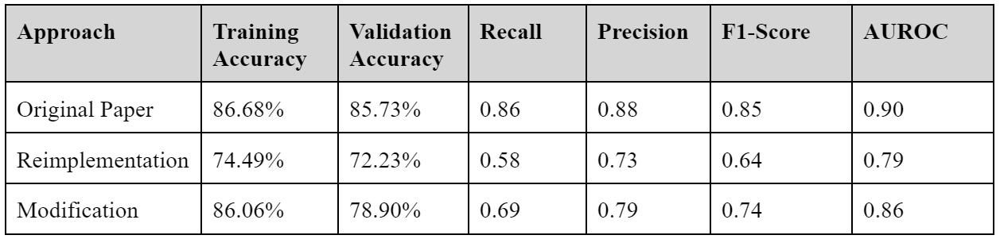 Approach Training Accuracy Validation Accuracy Recall Precision F1-Score AUROC
Original Paper 86.68% 85.73% 0.86 0.88 0.85 0.90
Reimplementation 74.49% 72.23% 0.58 0.73 0.64 0.79
Modification 86.06% 78.90% 0.69 0.79 0.74 0.86